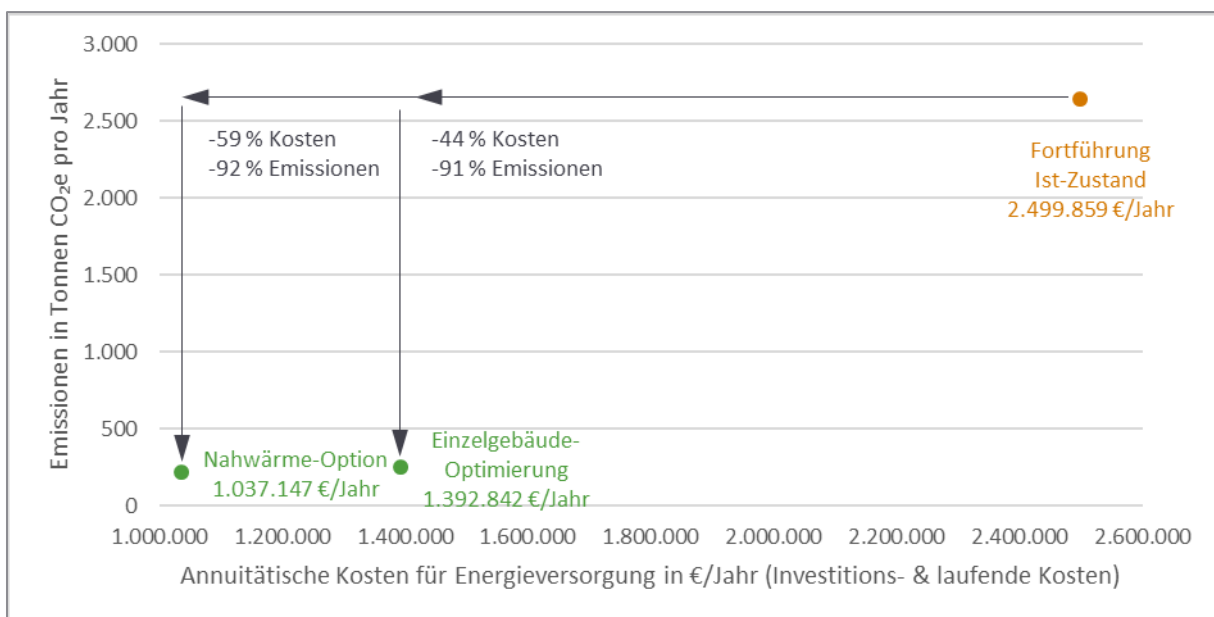 3.000
2.500
2.000
1.500
1.000
500
0
Emissionen in Tonnen CO₂e pro Jahr
-59 % Kosten
-92 % Emissionen
-44 % Kosten
-91 % Emissionen
Fortführung
Ist-Zustand
2.499.859 €/Jahr
Nahwärme-Option
1.037.147 €/Jahr
Einzelgebäude-
Optimierung
1.392.842 €/Jahr
1.000.000 1.200.000 1.400.000 1.600.000 1.800.000 2.000.000 2.200.000 2.400.000 2.600.000
Annuitätische Kosten für Energieversorgung in €/Jahr (Investitions- & laufende Kosten)